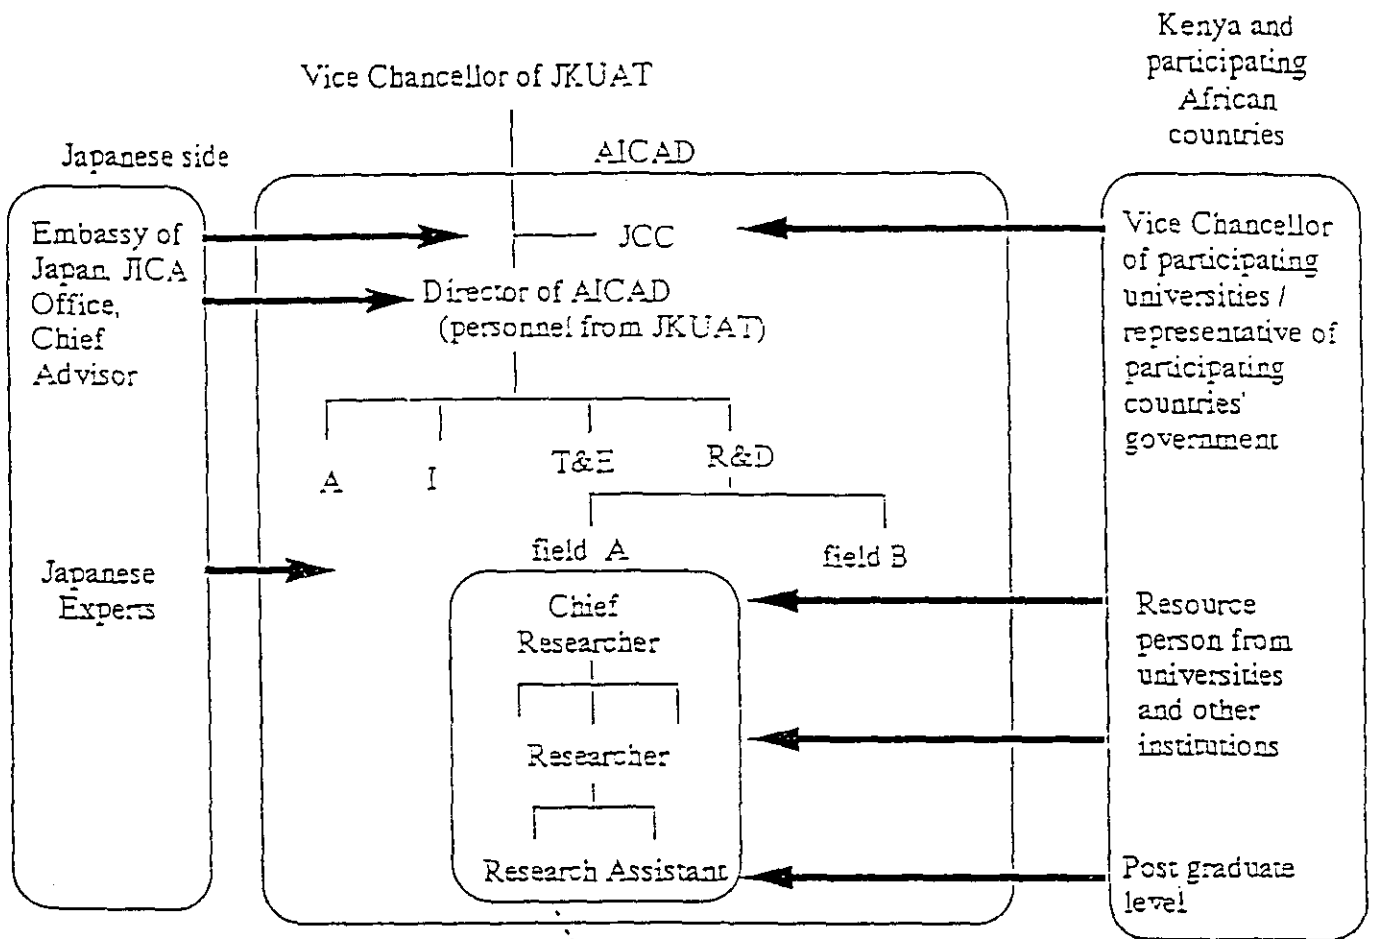 Kenya and
participating
African
countries
Vice Chancellor of JKUAT
Japanese side
AICAD
Embassy of
Japan, JICA
Office,
Chief
Advisor
JCC
Director of AICAD
(personnel from JKUAT)
Vice Chancellor
of participating
universities /
representative of
participating
countries'
government
A
I
T&E
R&D
field A
field B
Japanese
Experts
Chief
Researcher
Researcher
Research Assistant
Resource
person from
universities
and other
institutions
Post graduate
level